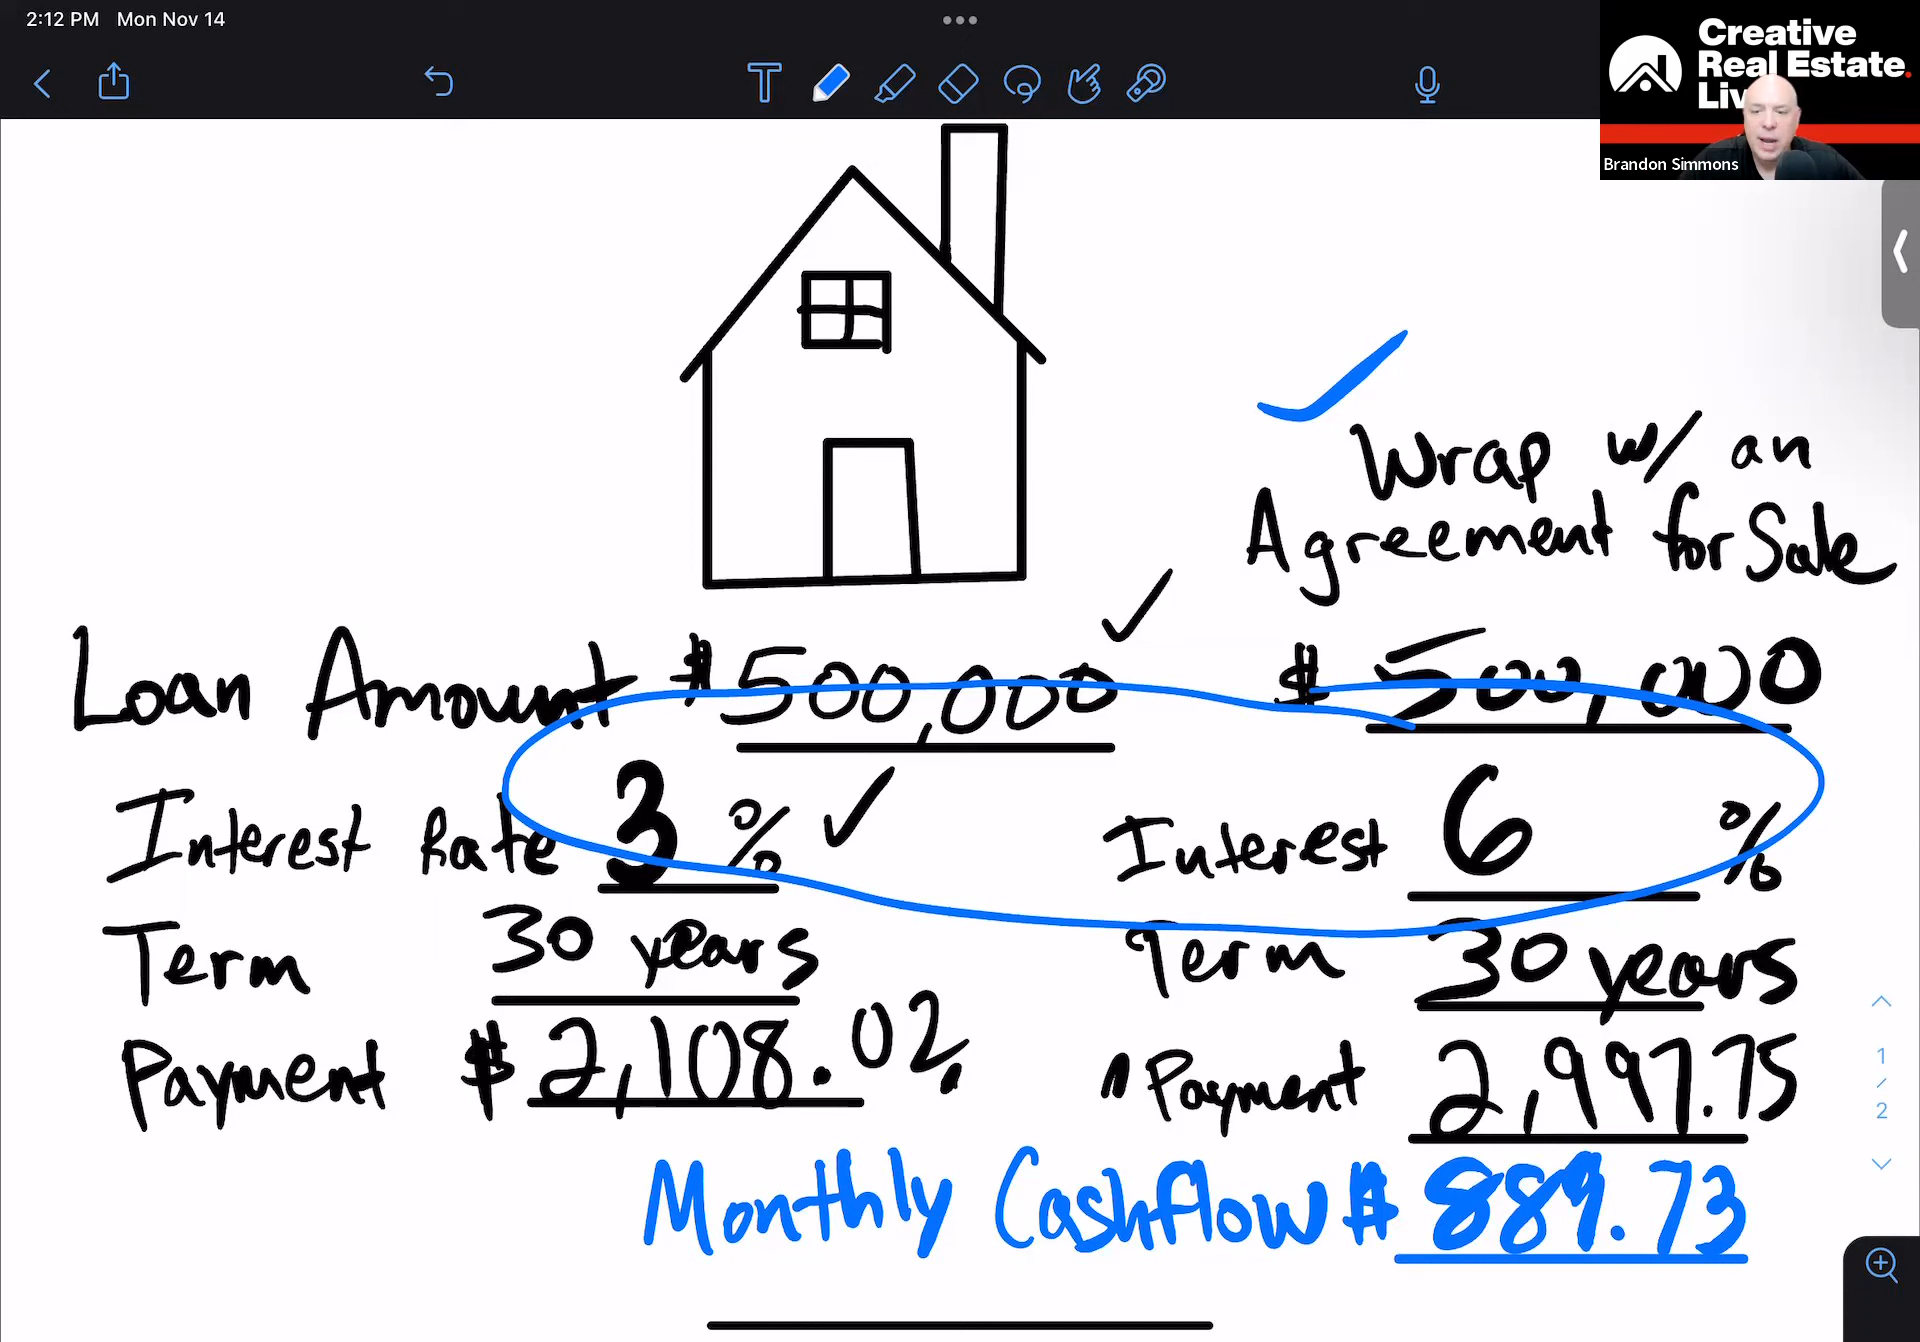 2:12 PM Mon Nov 14
Creative
Real Estate.
Liv
Brandon Simmons
Wrap w/ an
Agreement for Sale
Loan Amount $500,000 $500,000
Interest Rate 3 % Interest 6 %
Term 30 years Term 30 years
Payment $2,108.02 Payment 2,997.75
Monthly Cashflow $889.73
1
/
2